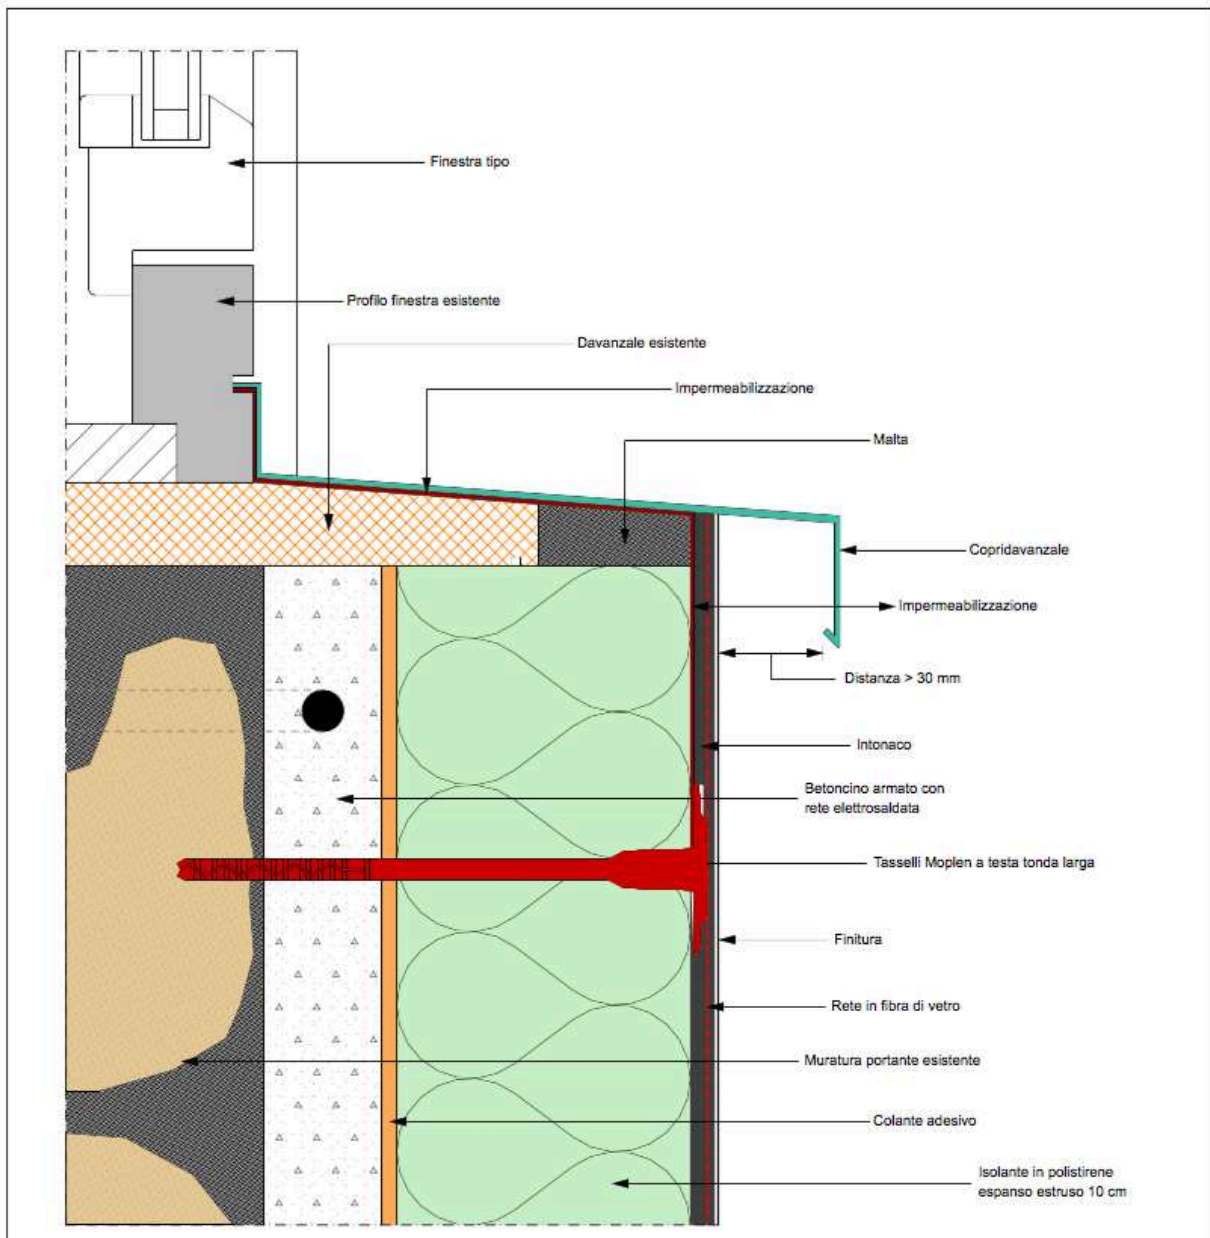 Finestra tipo
Profilo finestra esistente
Davanzale esistente
Impermeabilizzazione
Malta
Copridavanzale
Impermeabilizzazione
Distanza > 30 mm
Intonaco
Betoncino armato con
rete elettrosaldata
Tasselli Moplen a testa tonda larga
Finitura
Rete in fibra di vetro
Muratura portante esistente
Colante adesivo
Isolante in polistirene
espanso estruso 10 cm